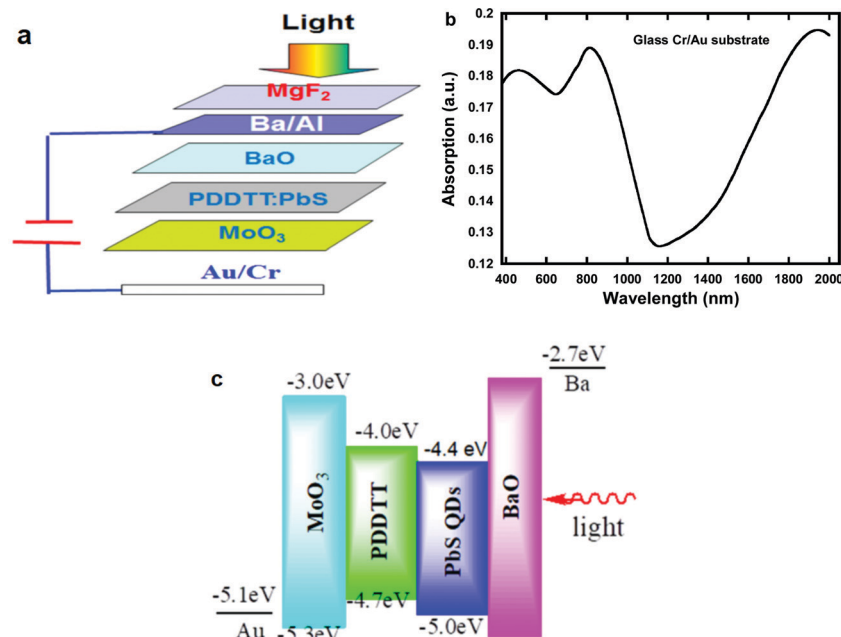 a
Light
MgF₂
Ba/Al
BaO
PDDTT:PbS
MoO₃
Au/Cr
b
0.2
0.19
0.18
0.17
0.16
0.15
0.14
0.13
0.12
Absorption (a.u.)
Glass Cr/Au substrate
400 600 800 1000 1200 1400 1600 1800 2000
Wavelength (nm)
c
-3.0eV
-4.0eV
-4.4 eV
-2.7eV
Ba
MoO₃
PDDTT
PbS QDs
BaO
light
-5.1eV
Au
-5.3eV
-4.7eV
-5.0eV